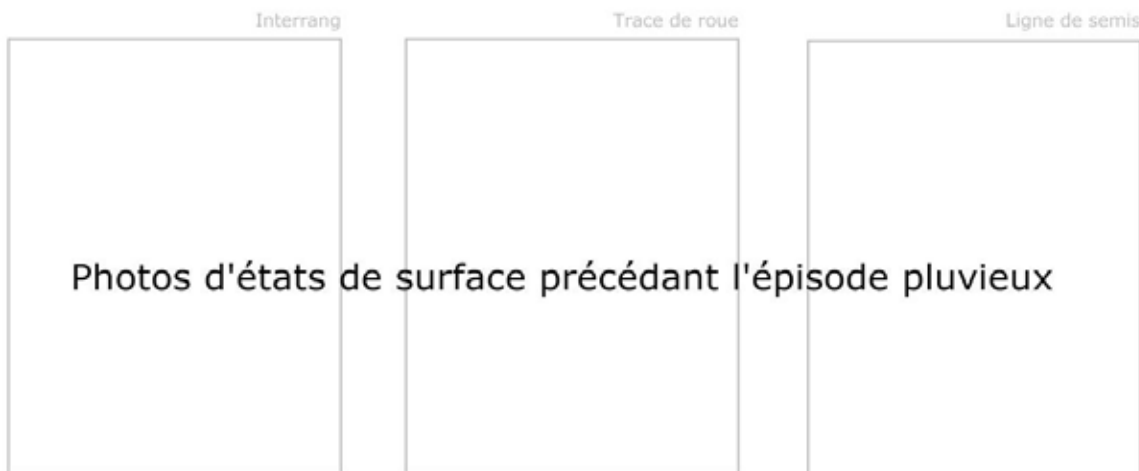 Interrang Trace de roue Ligne de semis
Photos d'états de surface précédant l'épisode pluvieux